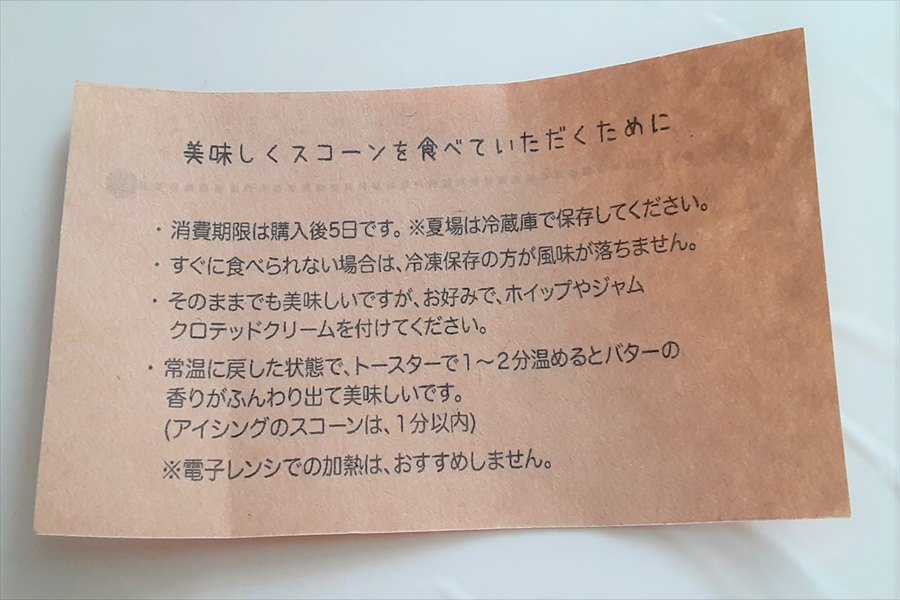 美味しくスコーンを食べていただくために
・消費期限は購入後5日です。※夏場は冷蔵庫で保存してください。
・すぐに食べられない場合は、冷凍保存の方が風味が落ちません。
・そのままでも美味しいですが、お好みで、ホイップやジャム
クロテッドクリームを付けてください。
・常温に戻した状態で、トースターで1～2分温めるとバターの
香りがふんわり出て美味しいです。
(アイシングのスコーンは、1分以内)
※電子レンシでの加熱は、おすすめしません。